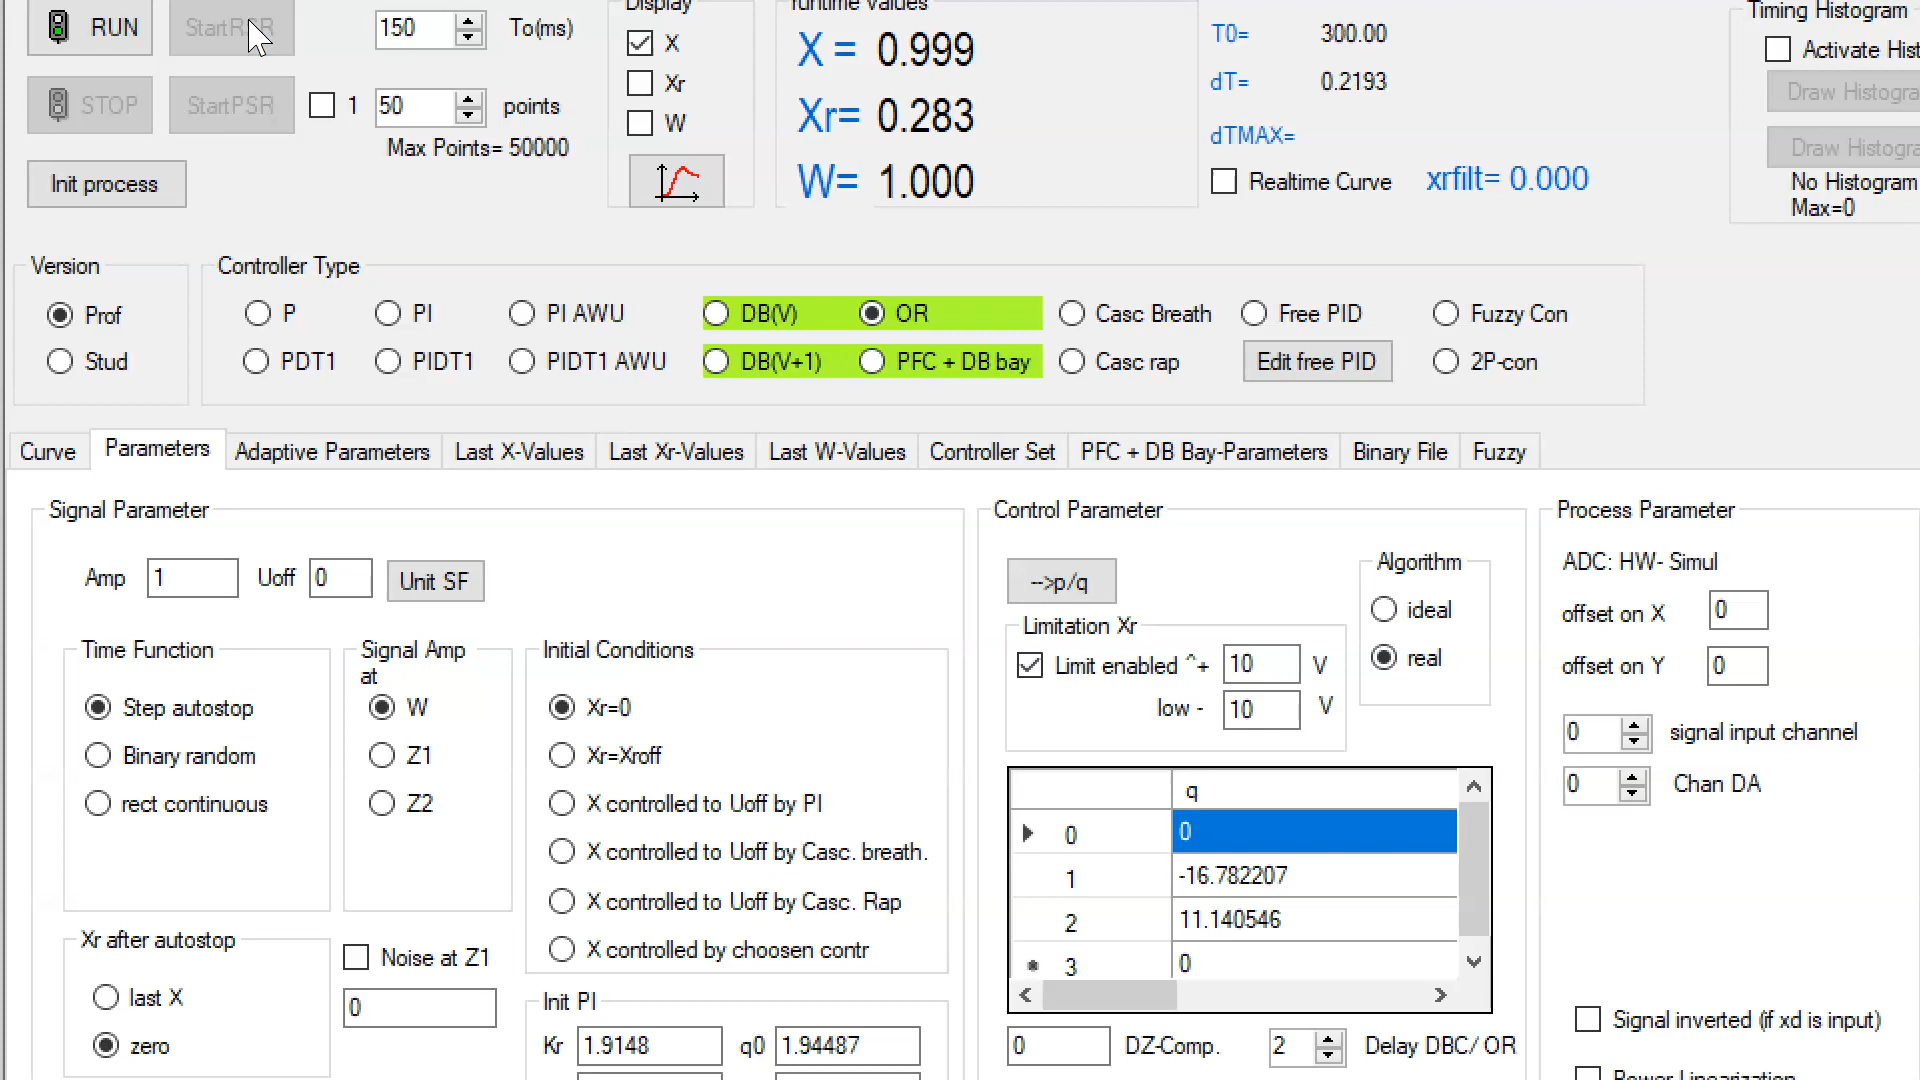 RUN
StartRSR
150
To(ms)
Display
X
Xr
W
runtime values
X = 0.999
Xr= 0.283
W= 1.000
T0= 300.00
dT= 0.2193
dTMAX=
Realtime Curve
xrfilt= 0.000
Timing Histogram
Activate Hist
Draw Histogra
Draw Histogra
No Histogram
Max=0
STOP
StartPSR
1
50
points
Max Points= 50000
Init process
Version
Prof
Stud
Controller Type
P
PI
PI AWU
DB(V)
OR
Casc Breath
Free PID
Fuzzy Con
PDT1
PIDT1
PIDT1 AWU
DB(V+1)
PFC + DB bay
Casc rap
Edit free PID
2P-con
Curve
Parameters
Adaptive Parameters
Last X-Values
Last Xr-Values
Last W-Values
Controller Set
PFC + DB Bay-Parameters
Binary File
Fuzzy
Signal Parameter
Amp 1
Uoff 0
Unit SF
Time Function
Step autostop
Binary random
rect continuous
Signal Amp
at
W
Z1
Z2
Initial Conditions
Xr=0
Xr=Xroff
X controlled to Uoff by PI
X controlled to Uoff by Casc. breath.
X controlled to Uoff by Casc. Rap
X controlled by choosen contr
Xr after autostop
last X
zero
Noise at Z1
0
Init PI
Kr 1.9148
q0 1.94487
Control Parameter
-->p/q
Algorithm
ideal
real
Limitation Xr
Limit enabled ^+ 10 V
low - 10 V
q
0 0
1 -16.782207
2 11.140546
3 0
0 DZ-Comp.
2 Delay DBC/ OR
Process Parameter
ADC: HW- Simul
offset on X 0
offset on Y 0
0 signal input channel
0 Chan DA
Signal inverted (if xd is input)
Power Linearization